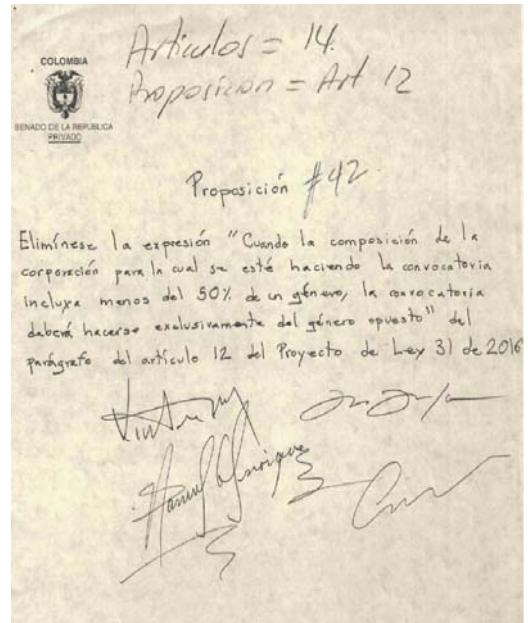 Artículos = 14.
Proposición = Art 12
COLOMBIA
SENADO DE LA REPUBLICA
PRIVADO
Proposición #42.
Elimínese la expresión "Cuando la composición de la
corporación para la cual se esté haciendo la convocatoria
incluya menos del 50% de un género, la convocatoria
deberá hacerse exclusivamente del género opuesto" del
parágrafo del artículo 12 del Proyecto de Ley 31 de 2016